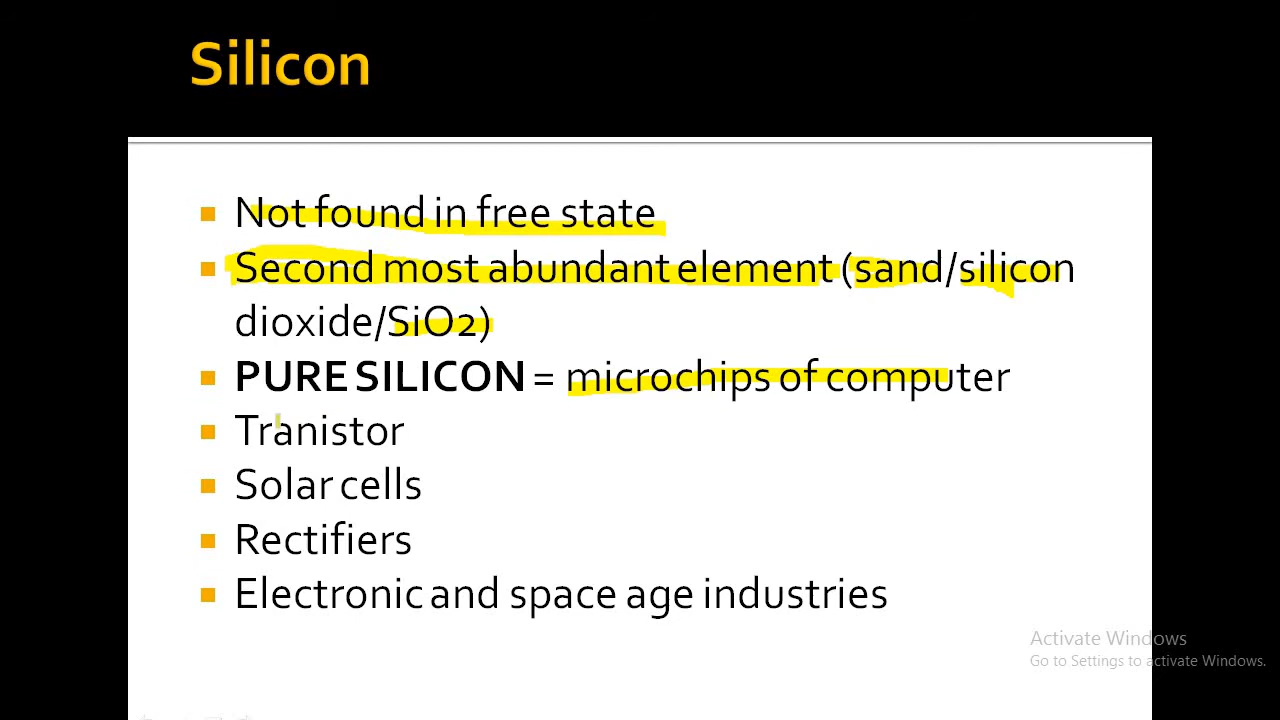 Silicon
Not found in free state
Second most abundant element (sand/silicon
dioxide/SiO2)
PURE SILICON = microchips of computer
Tranistor
Solar cells
Rectifiers
Electronic and space age industries
Activate Windows
Go to Settings to activate Windows.